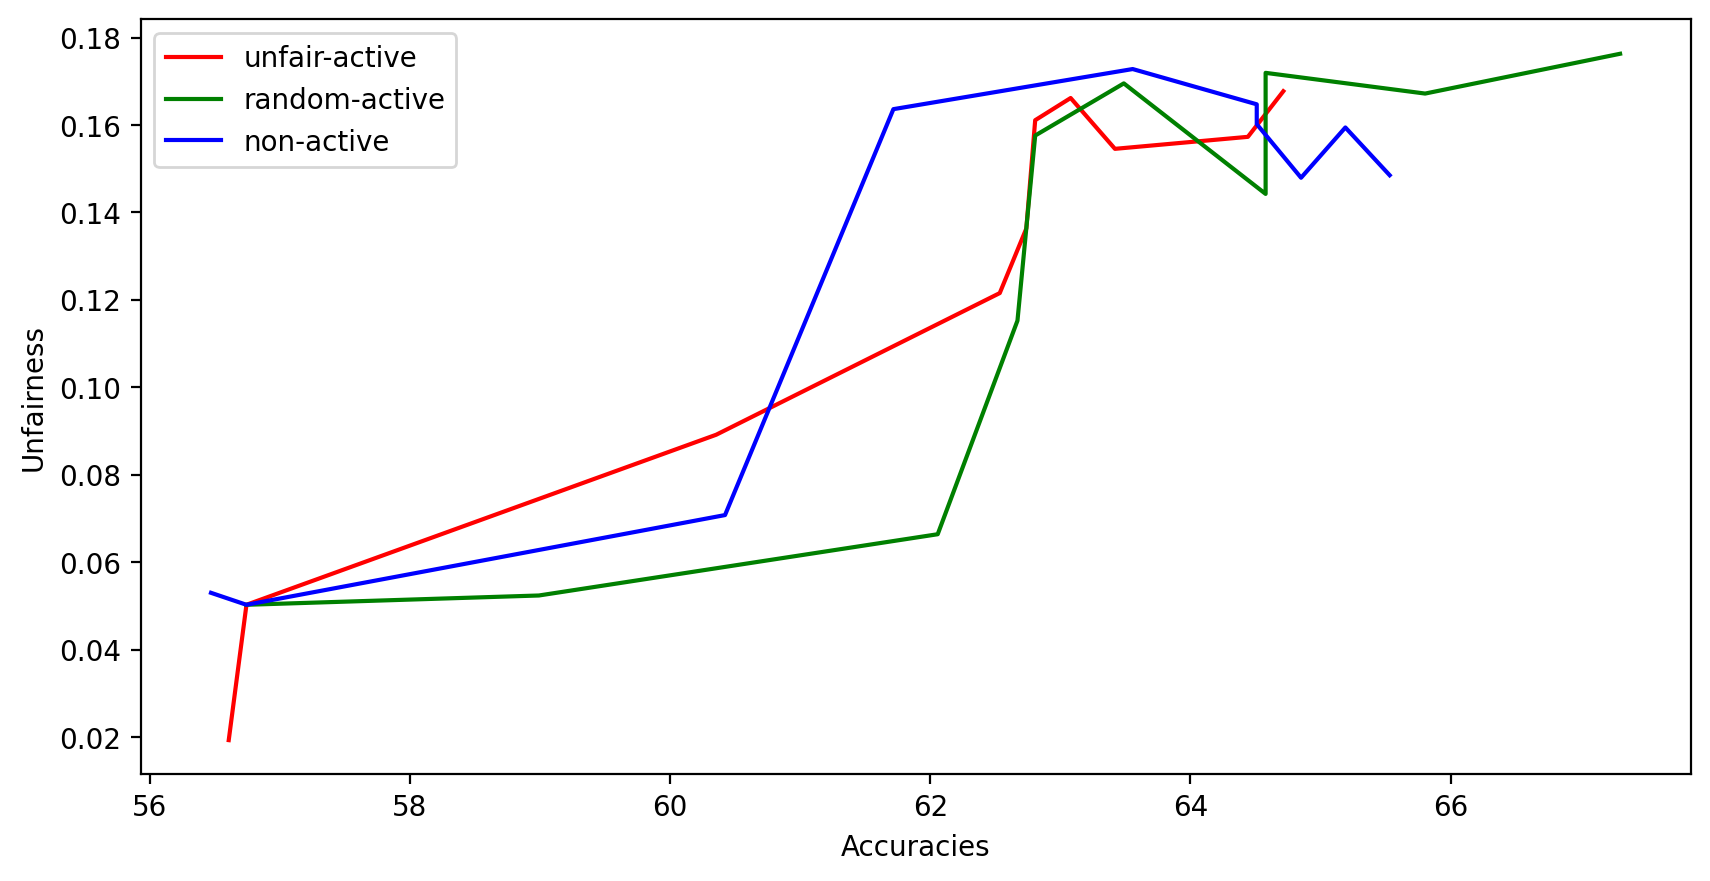 unfair-active
random-active
non-active
0.18
0.16
0.14
0.12
0.10
0.08
0.06
0.04
0.02
Unfairness
56 58 60 62 64 66
Accuracies